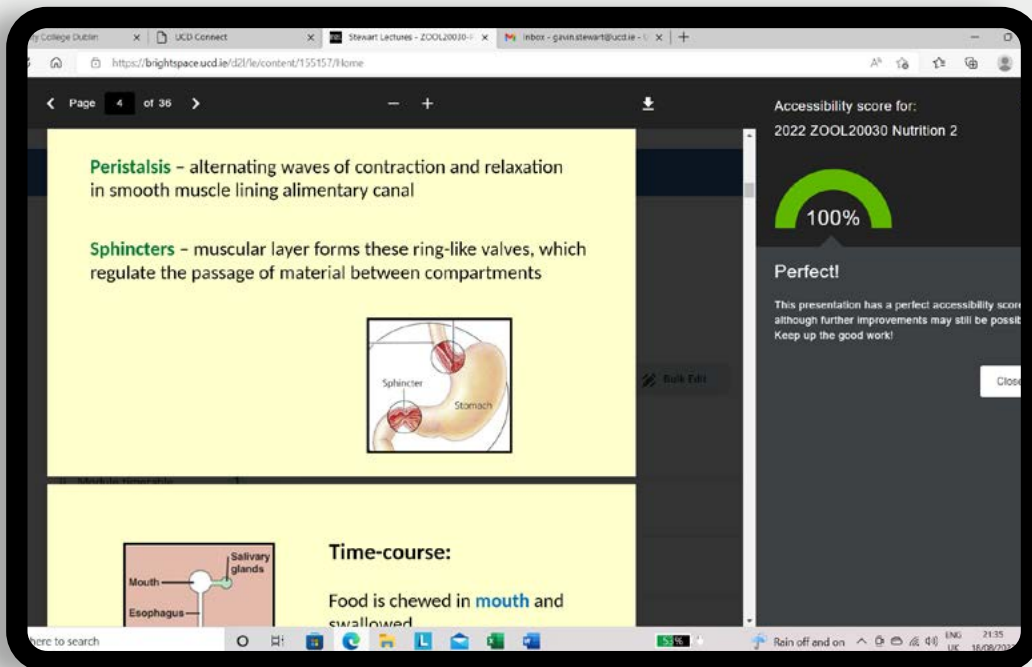 ey College Dublin
UCD Connect
Stewart Lectures - ZOOL20030-
Inbox - gavin.stewart@ucd.ie -
https://brightspace.ucd.ie/d2l/le/content/155157/Home
Page 4 of 36
Accessibility score for:
2022 ZOOL20030 Nutrition 2
100%
Perfect!
This presentation has a perfect accessibility score
although further improvements may still be possib
Keep up the good work!
Close
Peristalsis – alternating waves of contraction and relaxation
in smooth muscle lining alimentary canal
Sphincters – muscular layer forms these ring-like valves, which
regulate the passage of material between compartments
Sphincter
Stomach
Bulk Edit
Module timetable
Salivary
glands
Mouth
Esophagus
Time-course:
Food is chewed in mouth and
swallowed
here to search
53%
Rain off and on
ENG
UK
21:35